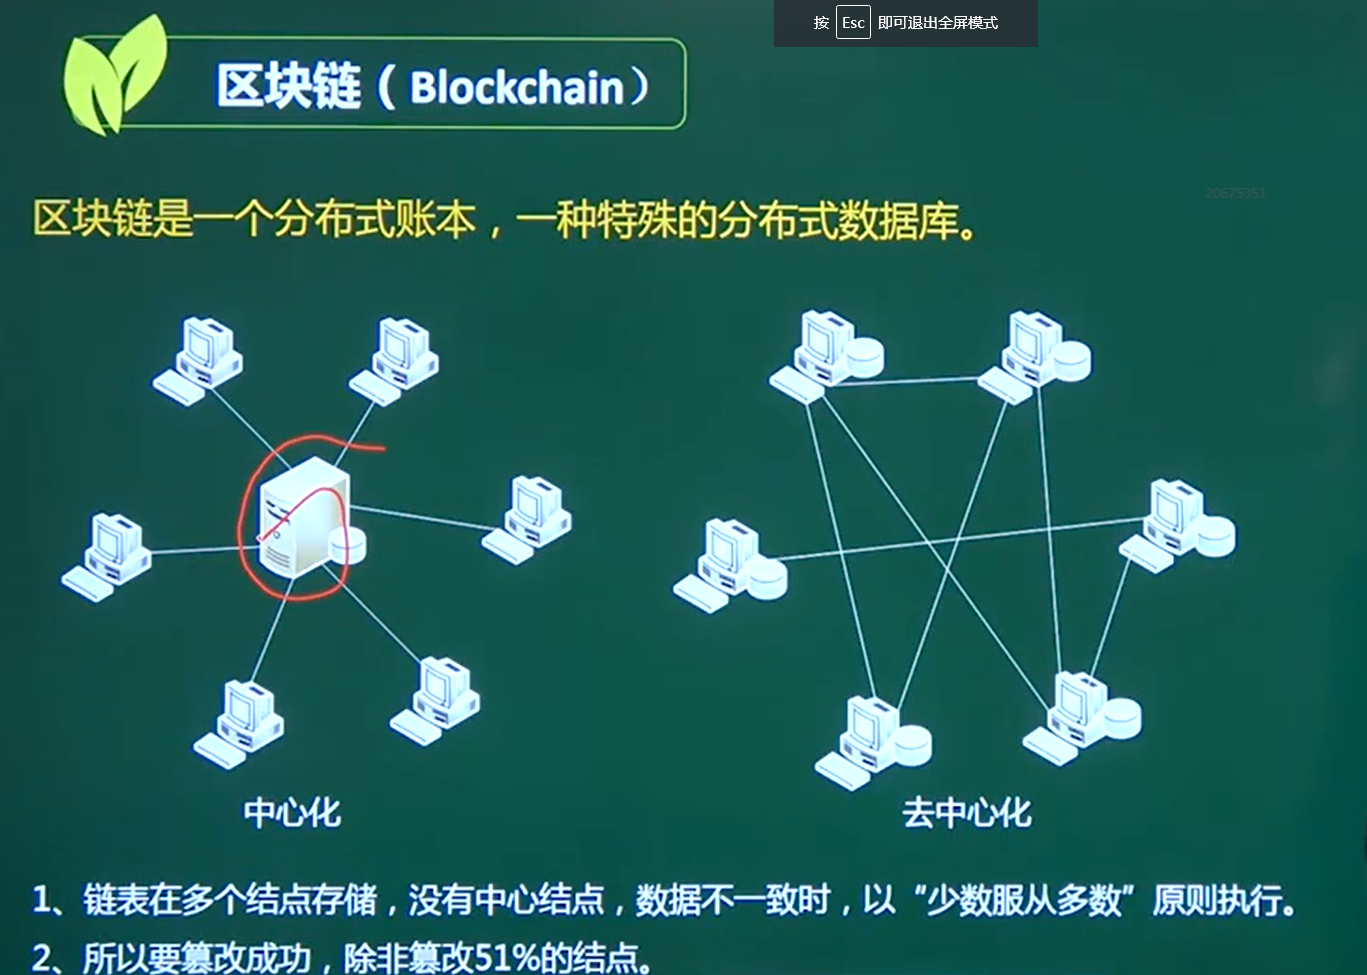 按 Esc 即可退出全屏模式
区块链（Blockchain）
20675351
区块链是一个分布式账本，一种特殊的分布式数据库。
中心化
去中心化
1、链表在多个结点存储，没有中心结点，数据不一致时，以“少数服从多数”原则执行。
2、所以要篡改成功，除非篡改51%的结点。